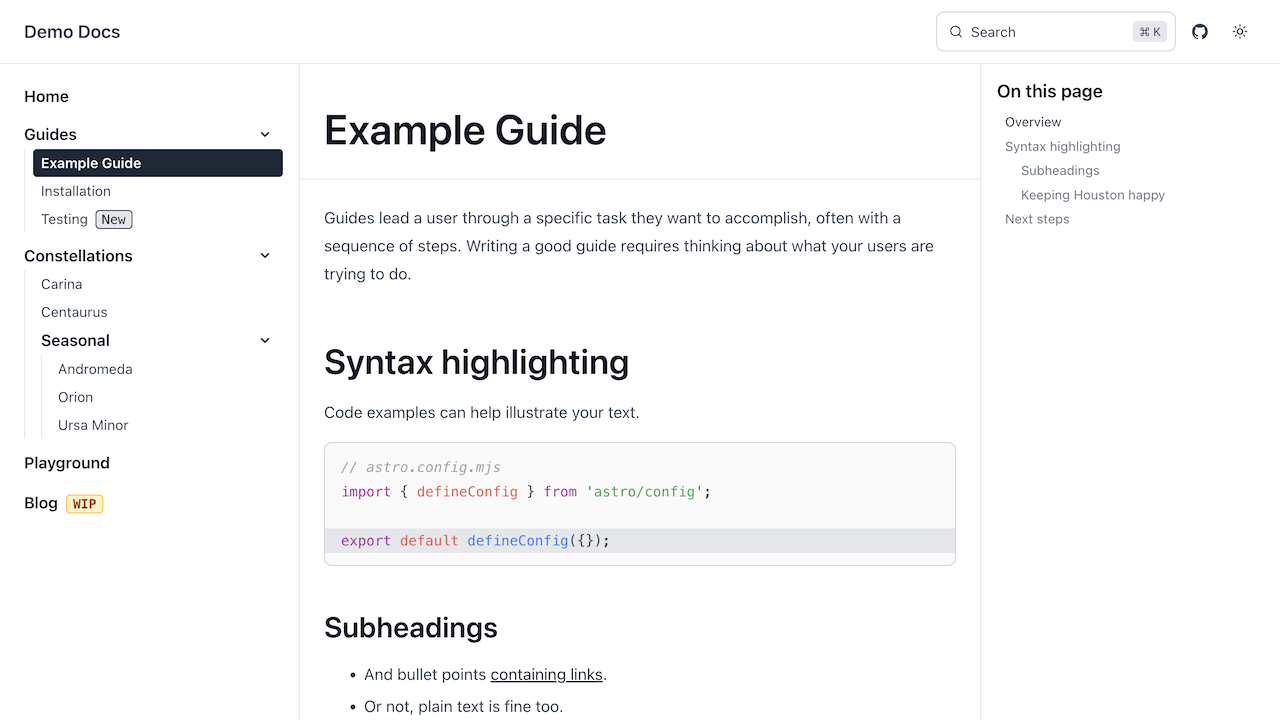 Demo Docs
Search
⌘ K
Home
Guides
Example Guide
Installation
Testing New
Constellations
Carina
Centaurus
Seasonal
Andromeda
Orion
Ursa Minor
Playground
Blog WIP
Example Guide
Guides lead a user through a specific task they want to accomplish, often with a
sequence of steps. Writing a good guide requires thinking about what your users are
trying to do.
Syntax highlighting
Code examples can help illustrate your text.
// astro.config.mjs
import { defineConfig } from 'astro/config';
export default defineConfig({});
Subheadings
• And bullet points containing links.
• Or not, plain text is fine too.
On this page
Overview
Syntax highlighting
Subheadings
Keeping Houston happy
Next steps